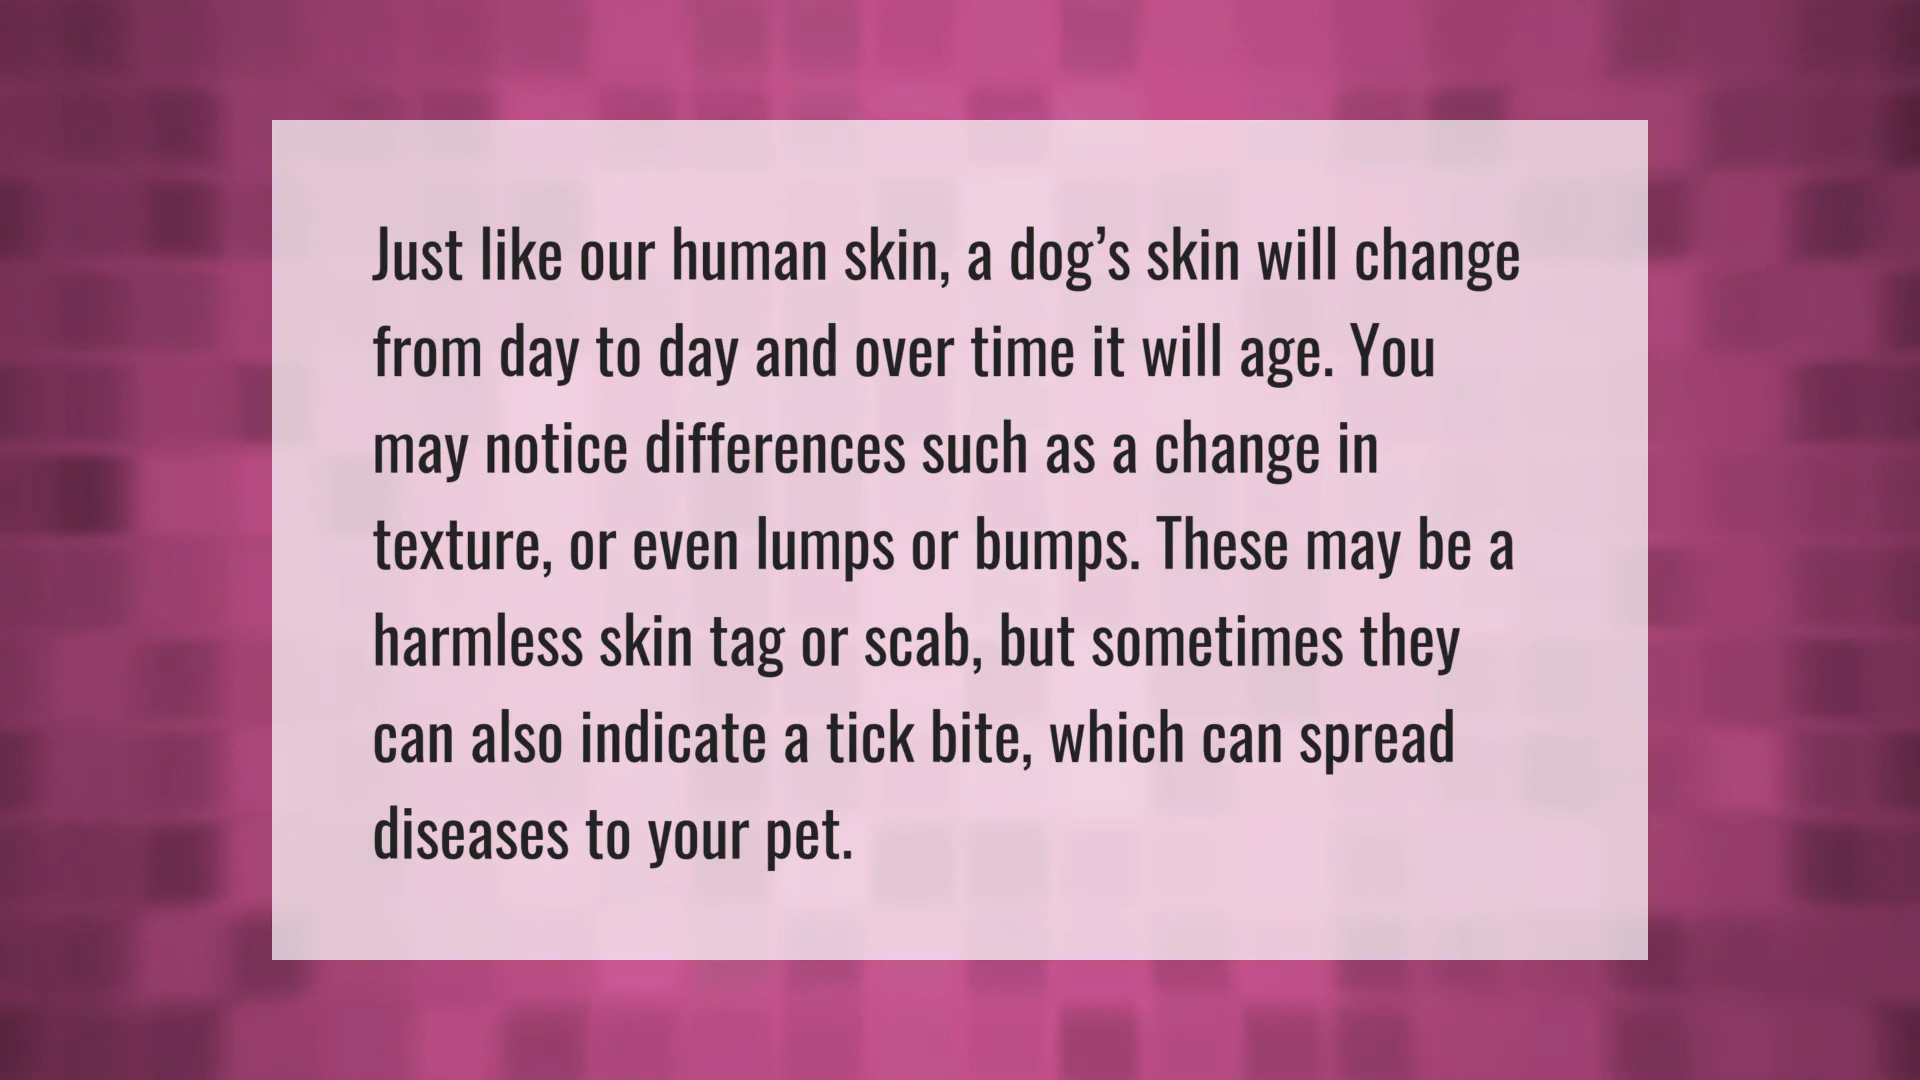 Just like our human skin, a dog’s skin will change
from day to day and over time it will age. You
may notice differences such as a change in
texture, or even lumps or bumps. These may be a
harmless skin tag or scab, but sometimes they
can also indicate a tick bite, which can spread
diseases to your pet.